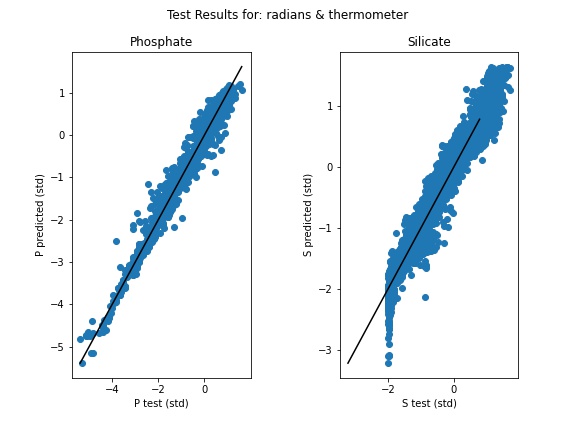 Test Results for: radians & thermometer
Phosphate
Silicate
1
0
−1
−2
−3
−4
−5
P predicted (std)
−4
−2
0
P test (std)
1
0
−1
−2
−3
S predicted (std)
−2
0
S test (std)